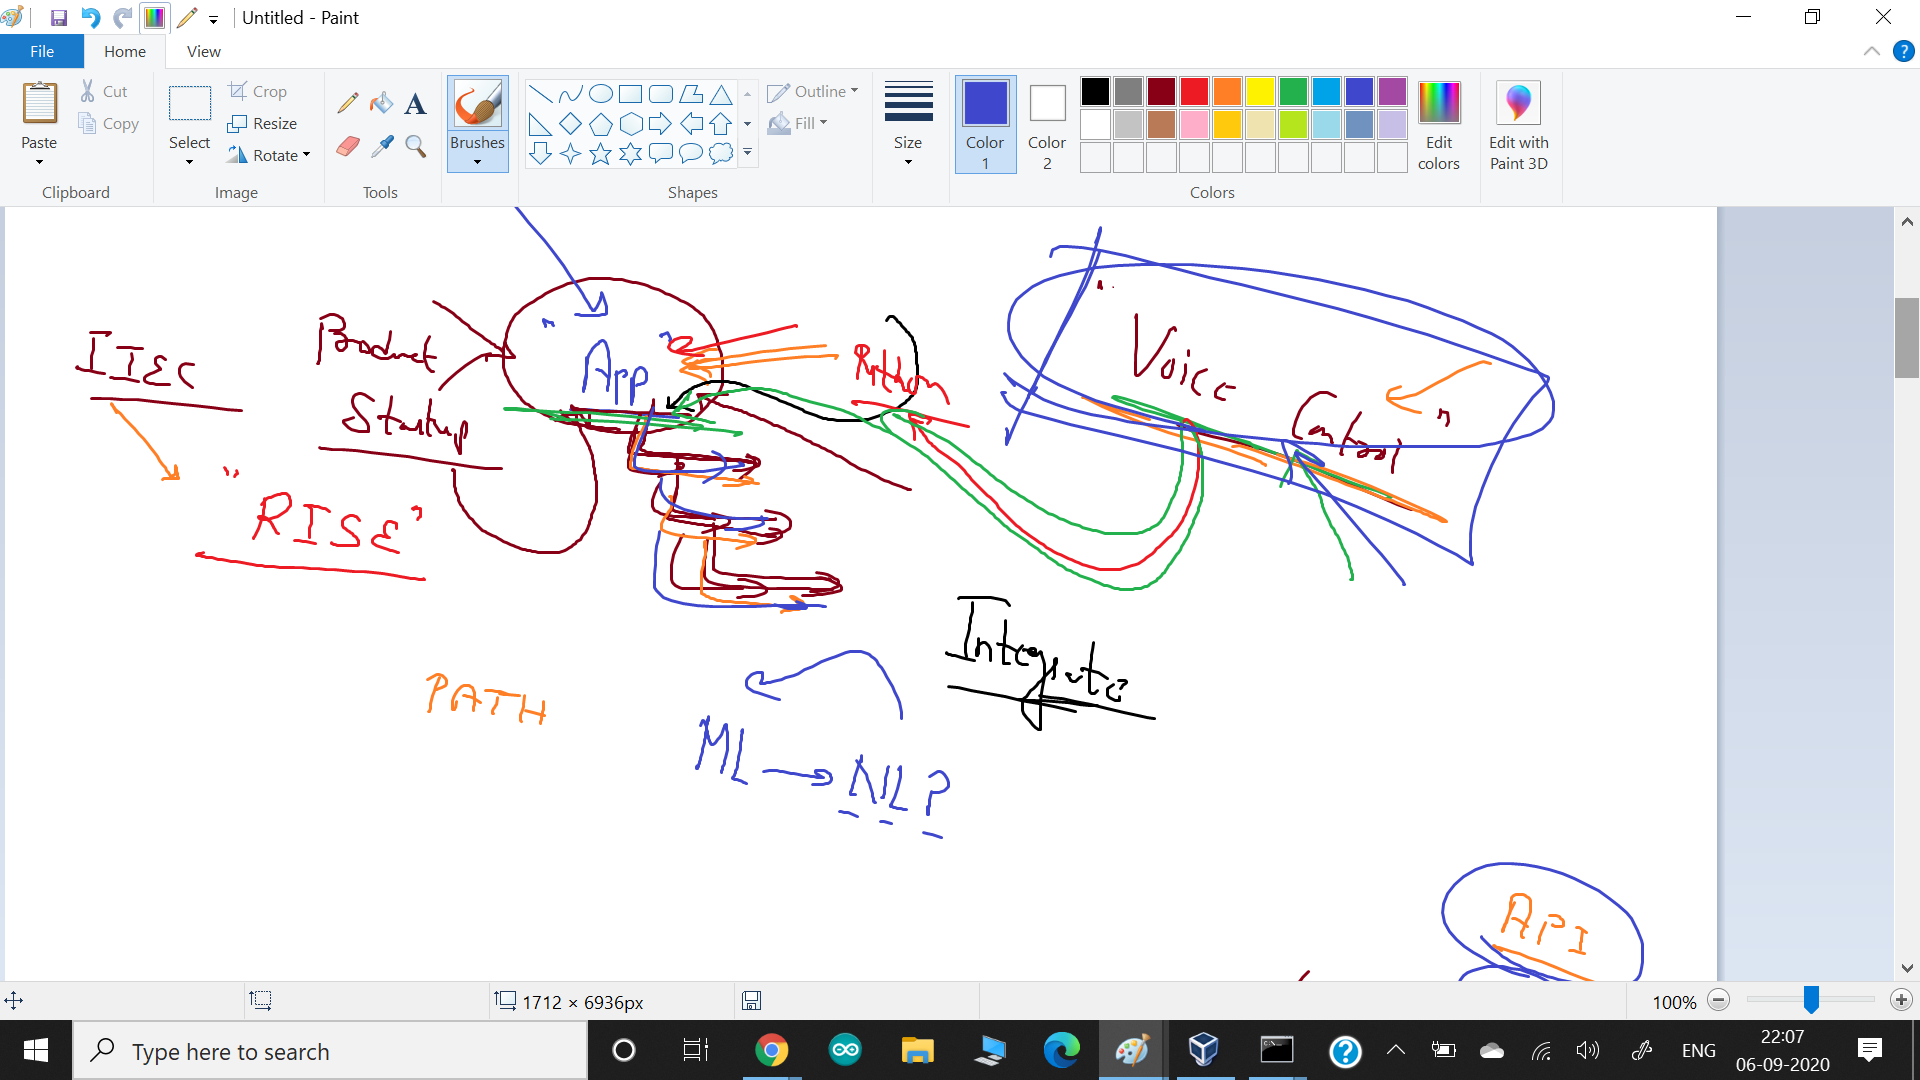 Untitled - Paint
File Home View
Paste Cut Copy Clipboard
Select Crop Resize Rotate Image
Tools
Brushes
Shapes Outline Fill
Size
Color 1 Color 2
Edit colors
Colors
Edit with Paint 3D
IIEC
Product
Startup
" App "
Python
" Voice
Control "
" RISE "
Integrate
PATH
ML → NLP
API
1712 × 6936px
100%
Type here to search
ENG
22:07
06-09-2020